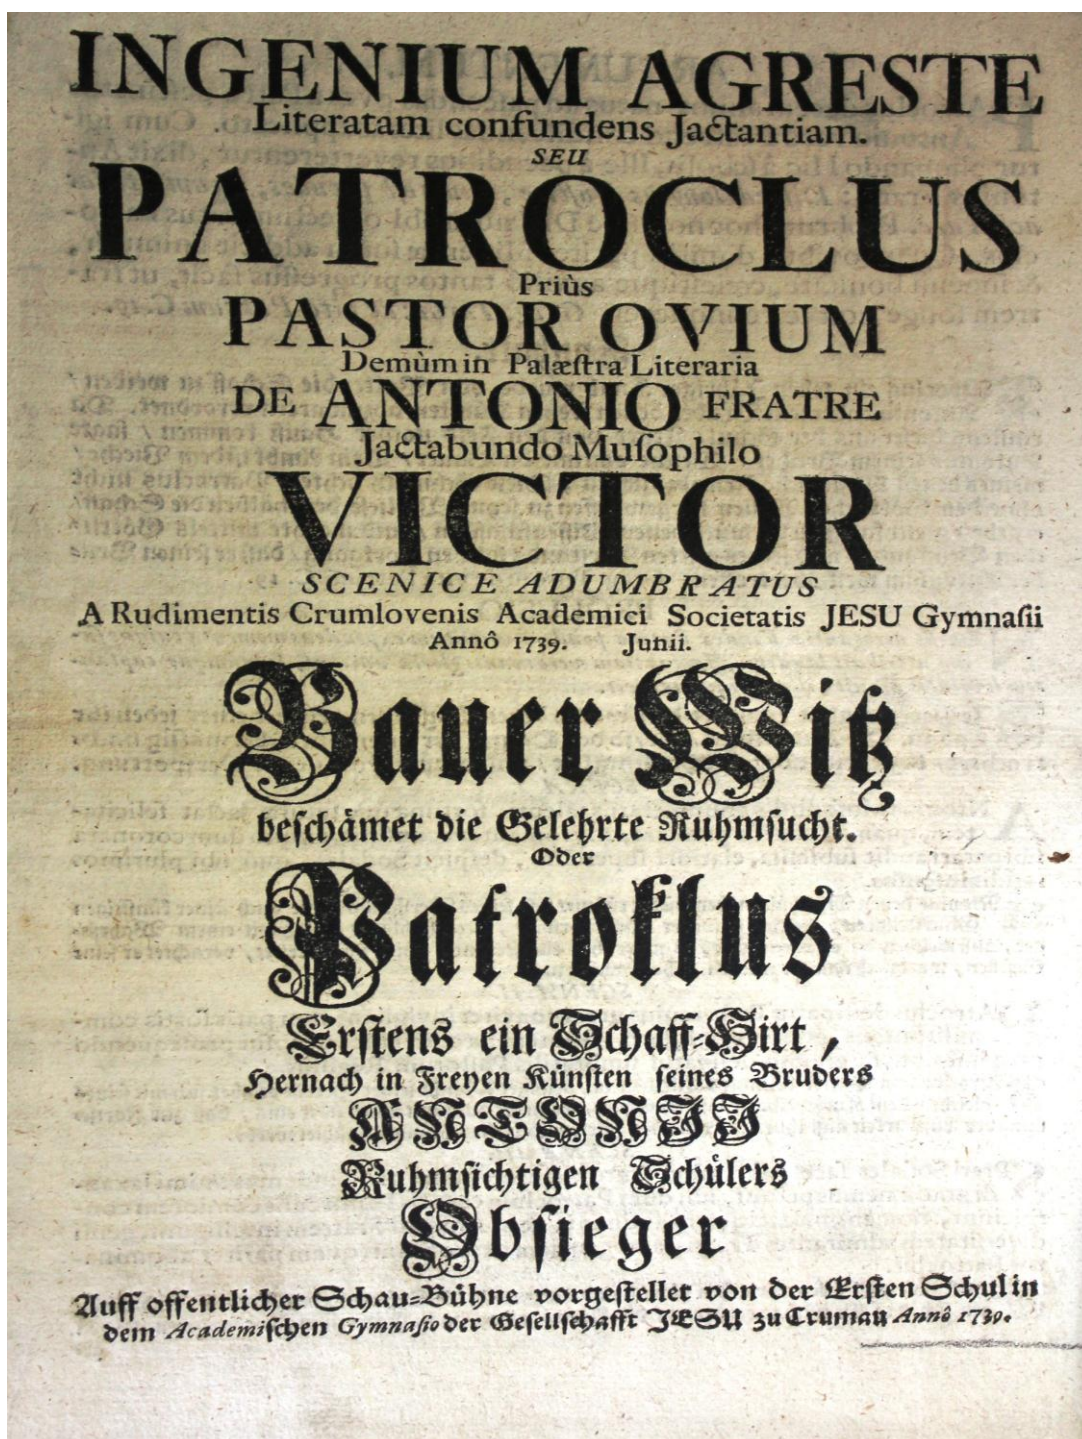 INGENIUM AGRESTE
Literatam confundens Jactantiam.
SEU
PATROCLUS
Priùs
PASTOR OVIUM
Demùm in Palæſtra Literaria
DE ANTONIO FRATRE
Jactabundo Muſophilo
VICTOR
SCENICE ADUMBRATUS
A Rudimentis Crumlovenis Academici Societatis JESU Gymnaſii
Annô 1739. Junii.
Bauer Witz
beſchämet die Gelehrte Ruhmſucht.
Oder
Patroklus
Erſtens ein Schaff-Hirt,
Hernach in Freyen Künſten ſeines Bruders
ANTONII
Ruhmſichtigen Schülers
Obſieger
Auff offentlicher Schau-Bühne vorgeſtellet von der Erſten Schul in
dem Academiſchen Gymnaſio der Geſellſchafft JESU zu Crumau Annô 1739.